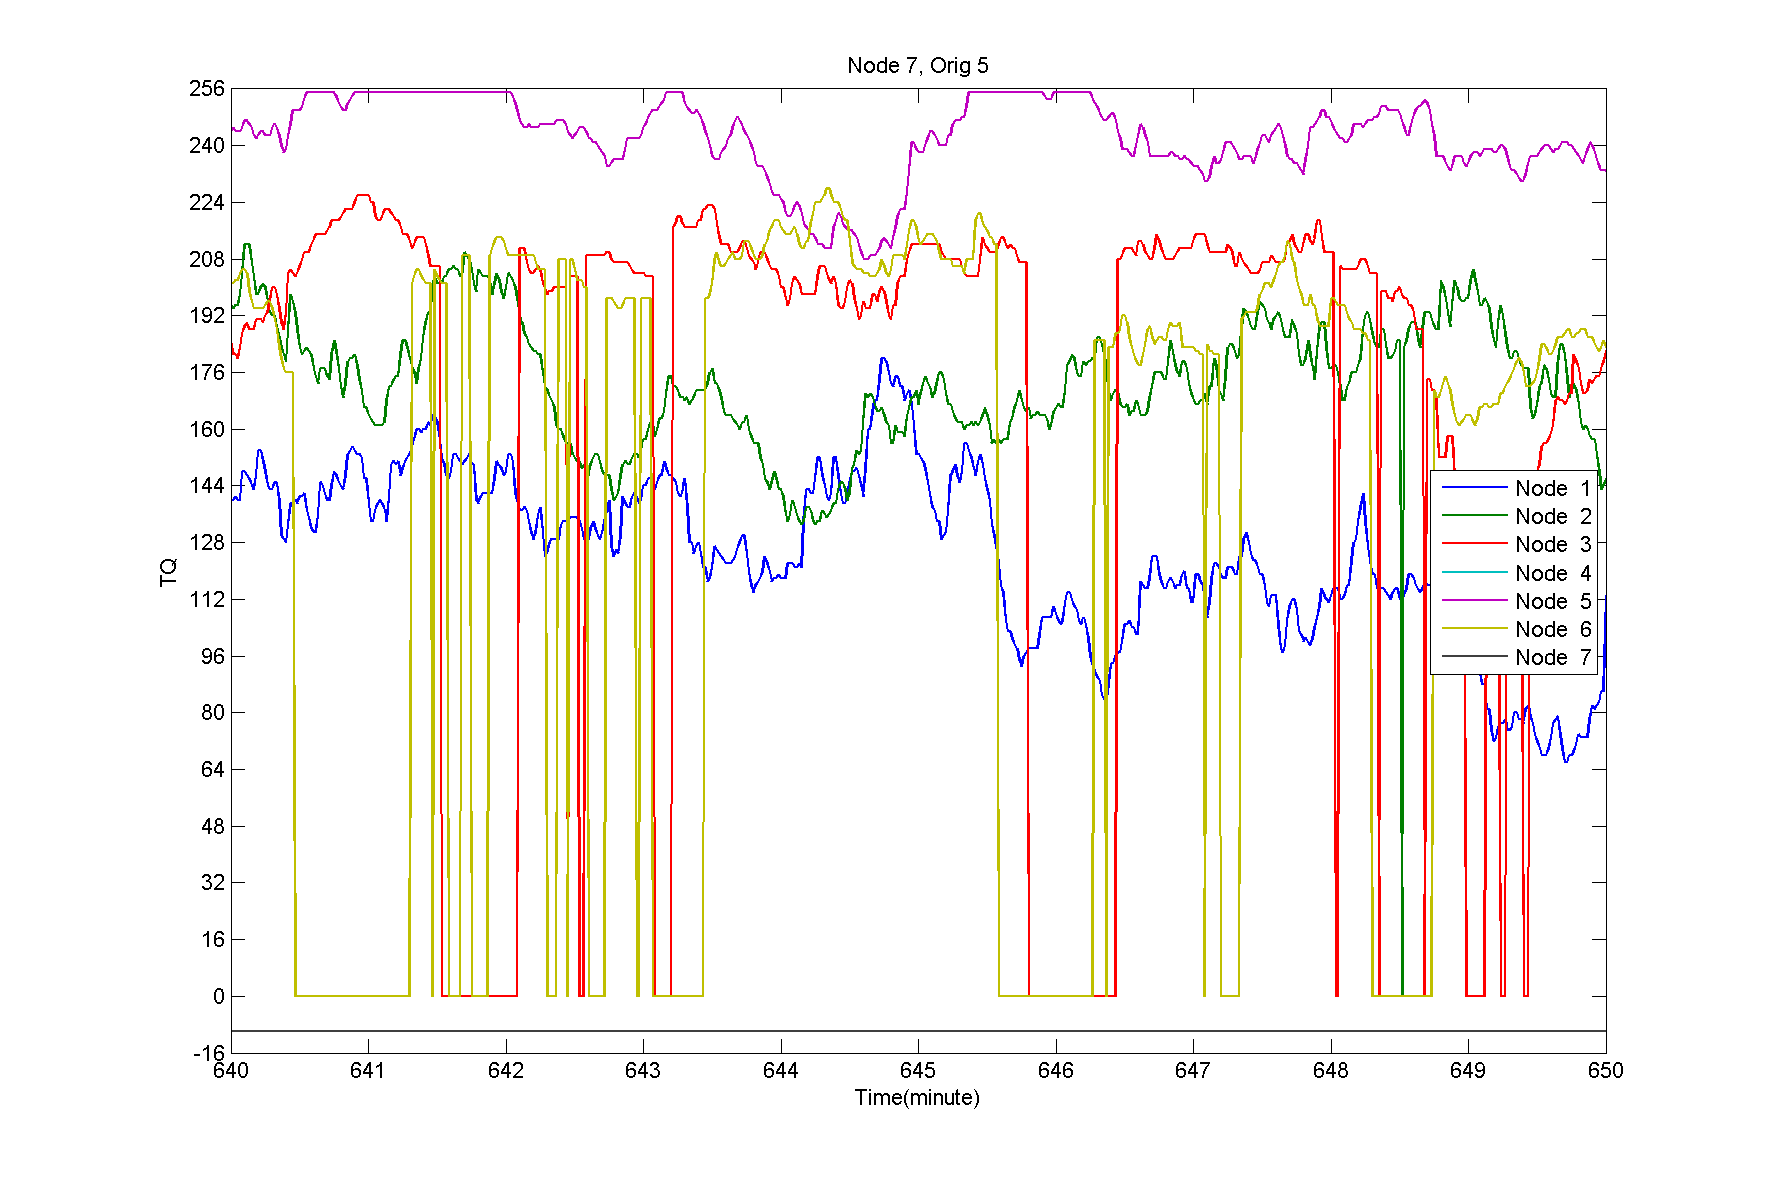 Node 7, Orig 5
256
240
224
208
192
176
160
144
128
112
96
80
64
48
32
16
0
-16
TQ
Node 1
Node 2
Node 3
Node 4
Node 5
Node 6
Node 7
640 641 642 643 644 645 646 647 648 649 650
Time(minute)